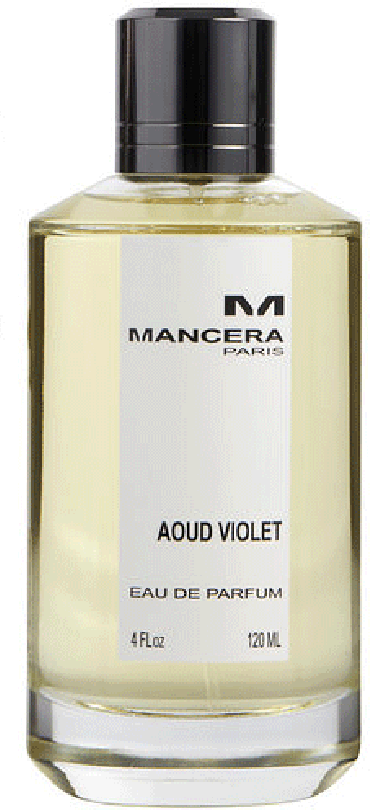 M
MANCERA
PARIS
AOUD VIOLET
EAU DE PARFUM
4 FL oz 120 ML